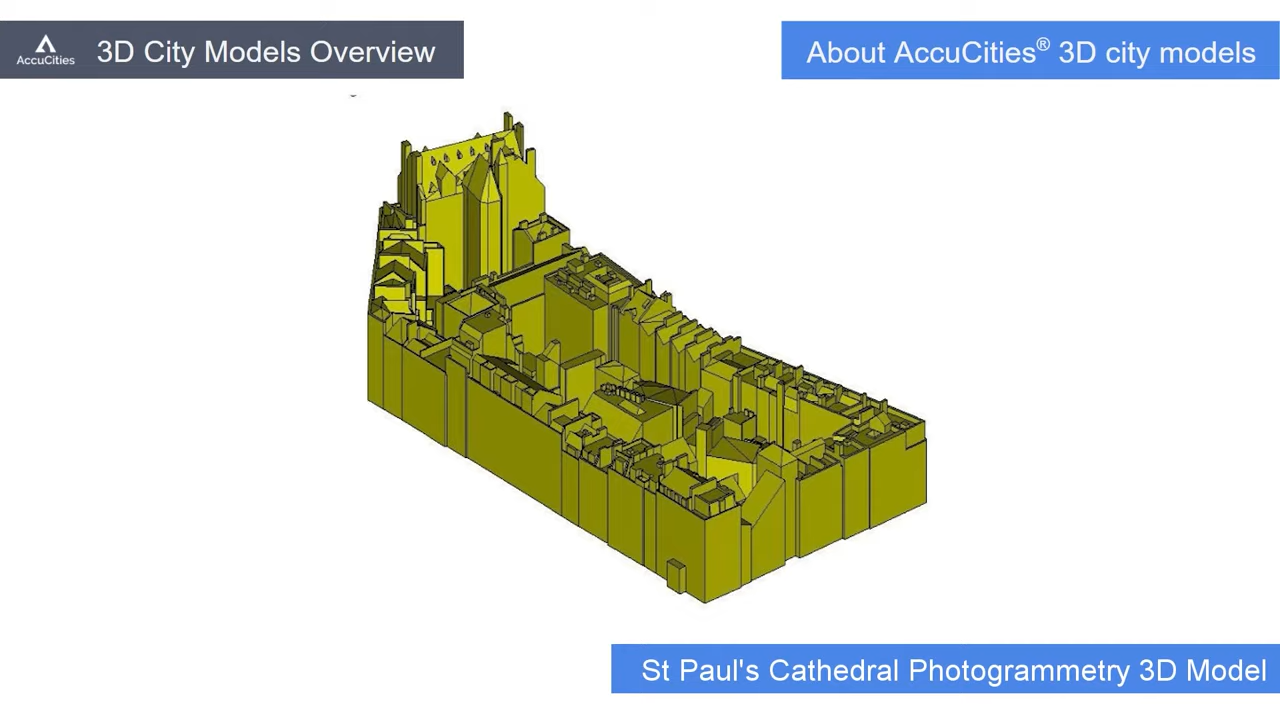 AccuCities
3D City Models Overview
About AccuCities® 3D city models
St Paul's Cathedral Photogrammetry 3D Model